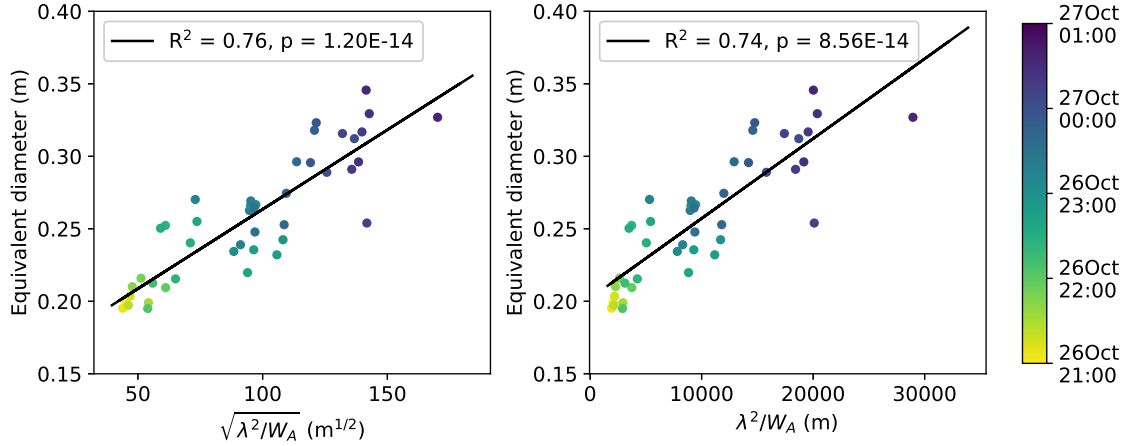 R² = 0.76, p = 1.20E-14
0.40
0.35
0.30
0.25
0.20
0.15
Equivalent diameter (m)
50
100
150
√λ²/W_A (m^{1/2})
R² = 0.74, p = 8.56E-14
0.40
0.35
0.30
0.25
0.20
0.15
Equivalent diameter (m)
0
10000
20000
30000
λ²/W_A (m)
27Oct
01:00
27Oct
00:00
26Oct
23:00
26Oct
22:00
26Oct
21:00